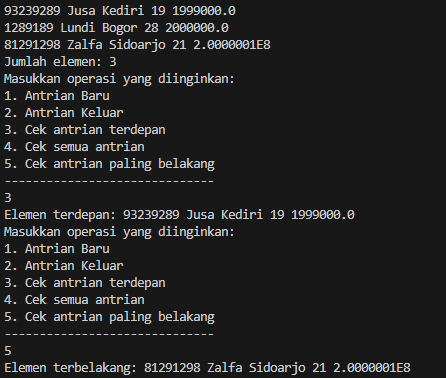 93239289 Jusa Kediri 19 1999000.0
1289189 Lundi Bogor 28 2000000.0
81291298 Zalfa Sidoarjo 21 2.0000001E8
Jumlah elemen: 3
Masukkan operasi yang diinginkan:
1. Antrian Baru
2. Antrian Keluar
3. Cek antrian terdepan
4. Cek semua antrian
5. Cek antrian paling belakang
------------------------------
3
Elemen terdepan: 93239289 Jusa Kediri 19 1999000.0
Masukkan operasi yang diinginkan:
1. Antrian Baru
2. Antrian Keluar
3. Cek antrian terdepan
4. Cek semua antrian
5. Cek antrian paling belakang
------------------------------
5
Elemen terbelakang: 81291298 Zalfa Sidoarjo 21 2.0000001E8